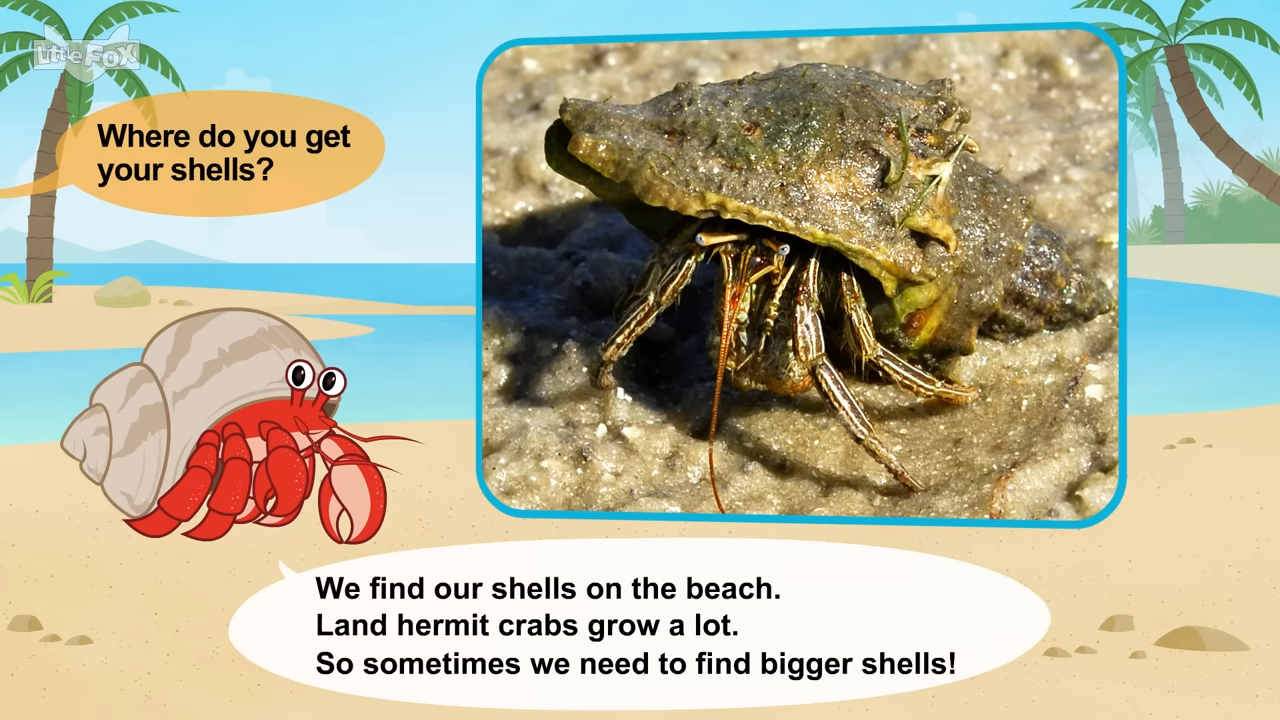 Little Fox
Where do you get
your shells?
We find our shells on the beach.
Land hermit crabs grow a lot.
So sometimes we need to find bigger shells!